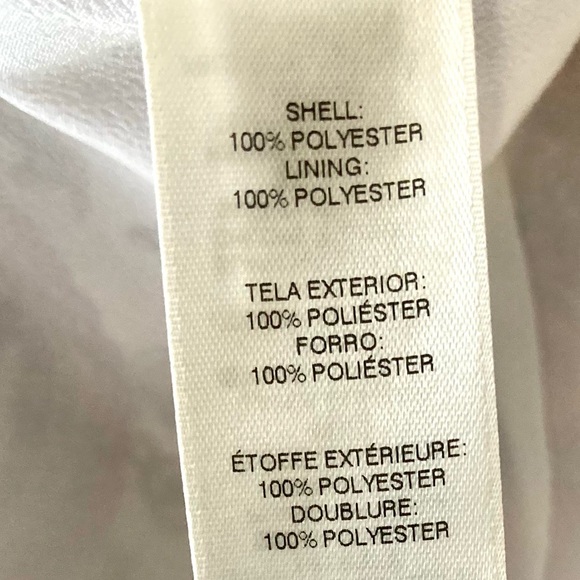 SHELL:
100% POLYESTER
LINING:
100% POLYESTER
TELA EXTERIOR:
100% POLIÉSTER
FORRO:
100% POLIÉSTER
ÉTOFFE EXTÉRIEURE:
100% POLYESTER
DOUBLURE:
100% POLYESTER